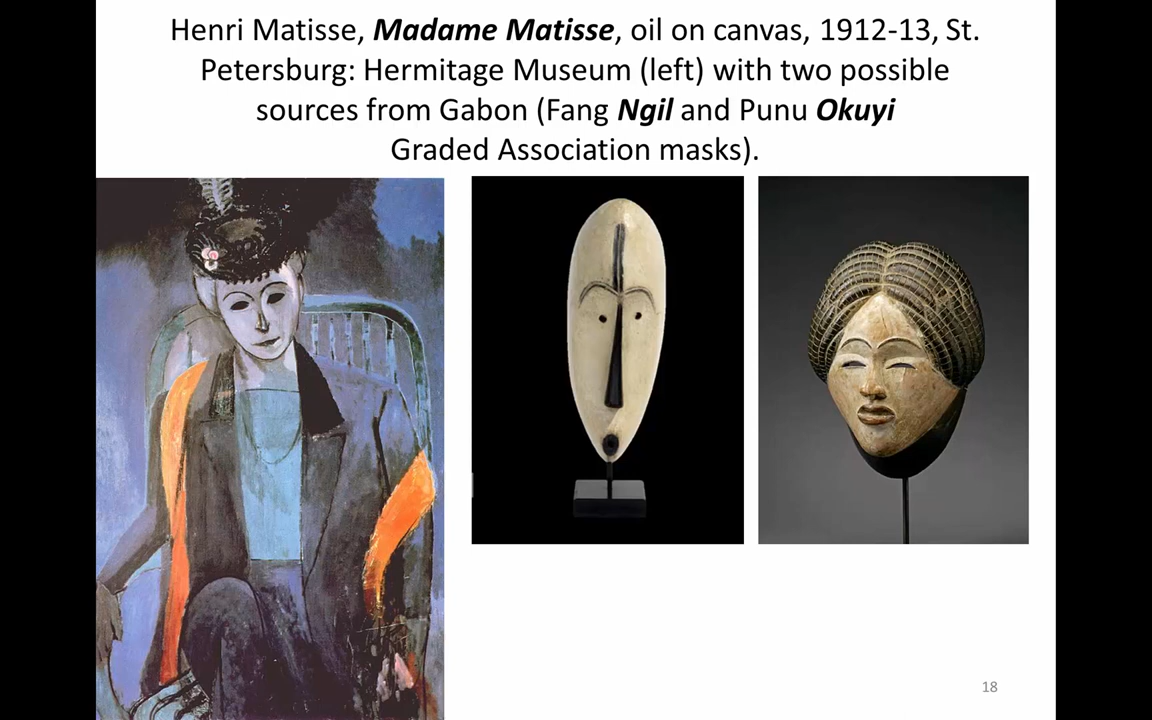 Henri Matisse, Madame Matisse, oil on canvas, 1912-13, St.
Petersburg: Hermitage Museum (left) with two possible
sources from Gabon (Fang Ngil and Punu Okuyi
Graded Association masks).
18